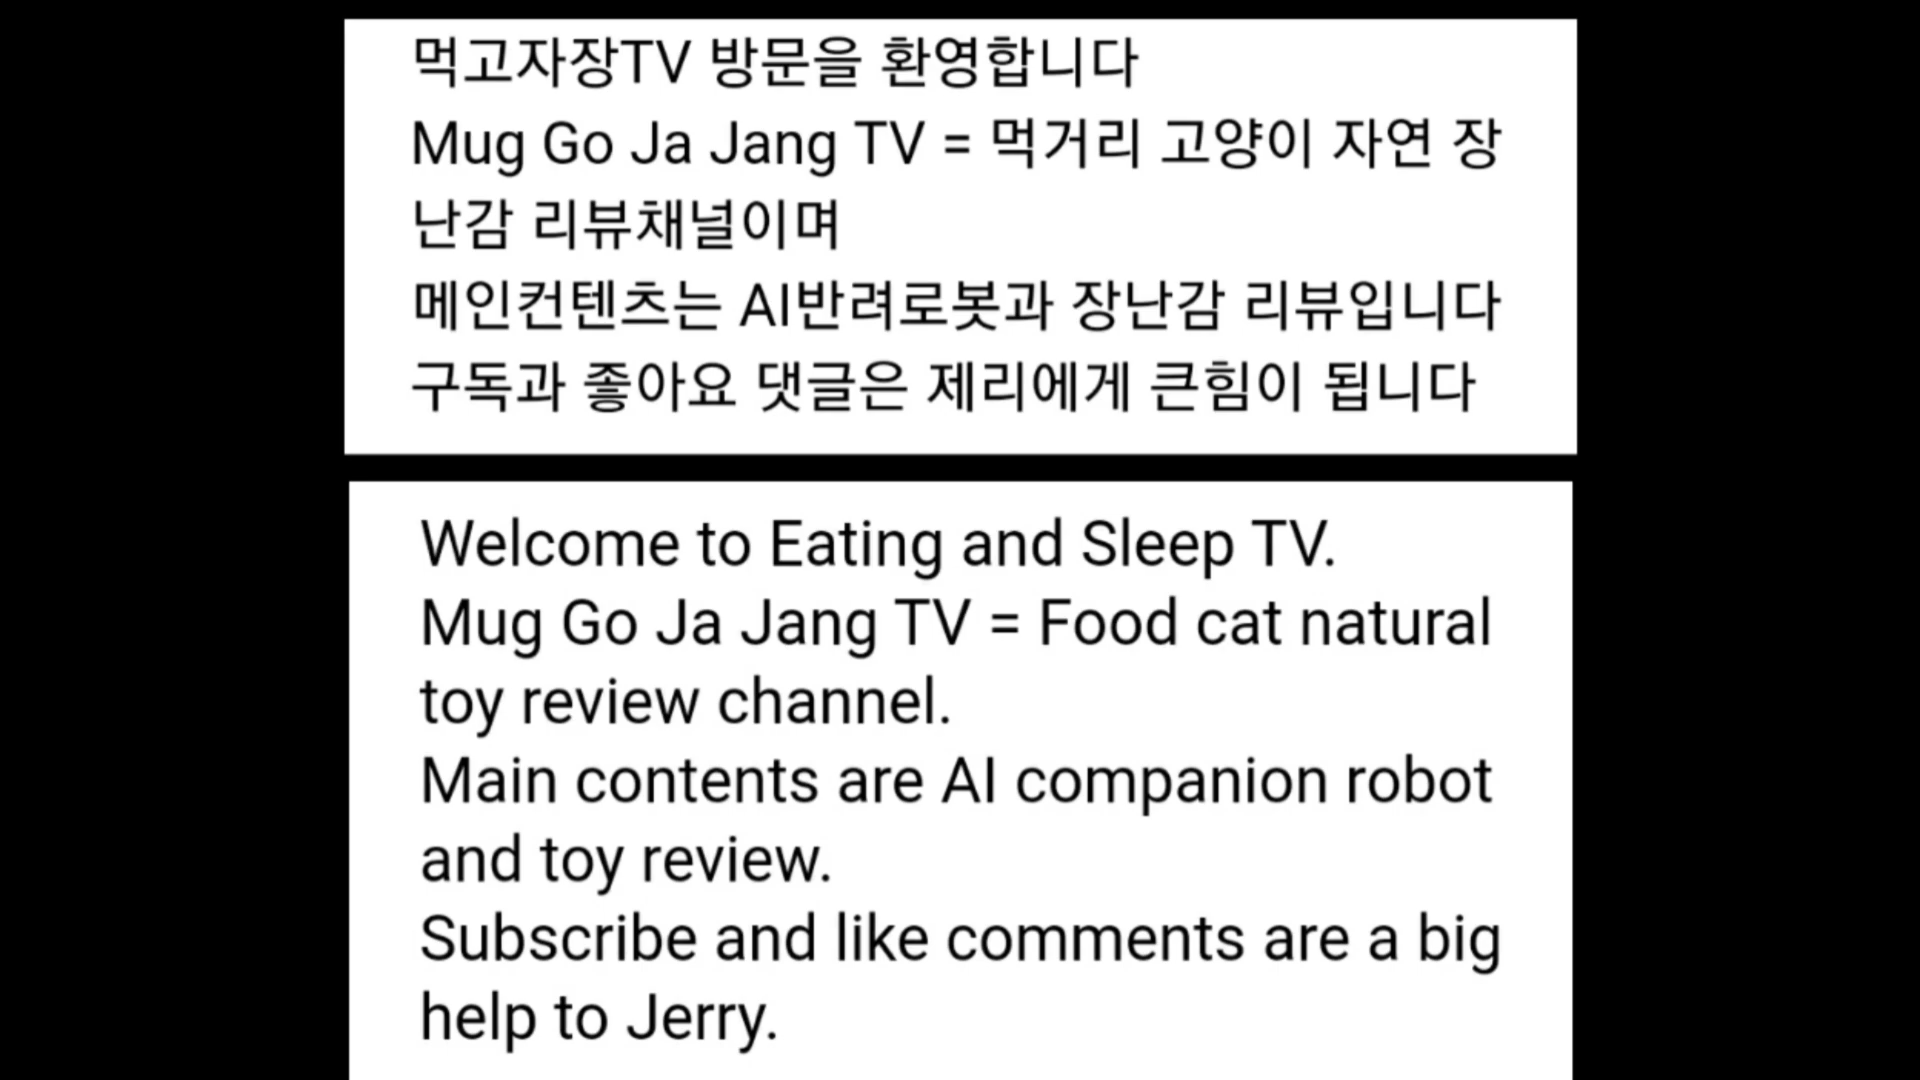 먹고자장TV 방문을 환영합니다
Mug Go Ja Jang TV = 먹거리 고양이 자연 장
난감 리뷰채널이며
메인컨텐츠는 AI반려로봇과 장난감 리뷰입니다
구독과 좋아요 댓글은 제리에게 큰힘이 됩니다
Welcome to Eating and Sleep TV.
Mug Go Ja Jang TV = Food cat natural
toy review channel.
Main contents are AI companion robot
and toy review.
Subscribe and like comments are a big
help to Jerry.